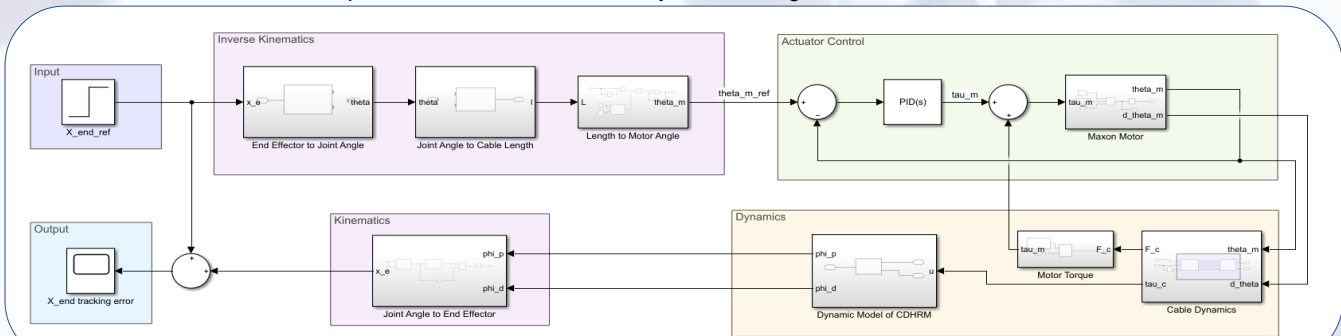 Inverse Kinematics
Actuator Control
Input
X_end_ref
x_e
theta
End Effector to Joint Angle
theta
l
Joint Angle to Cable Length
L
theta_m
Length to Motor Angle
theta_m_ref
+
−
PID(s)
tau_m
+
+
tau_m
theta_m
d_theta_m
Maxon Motor
Output
X_end tracking error
+
+
Kinematics
x_e
phi_p
phi_d
Joint Angle to End Effector
Dynamics
phi_p
phi_d
u
Dynamic Model of CDHRM
tau_m
F_c
Motor Torque
F_c
tau_c
theta_m
d_theta
Cable Dynamics